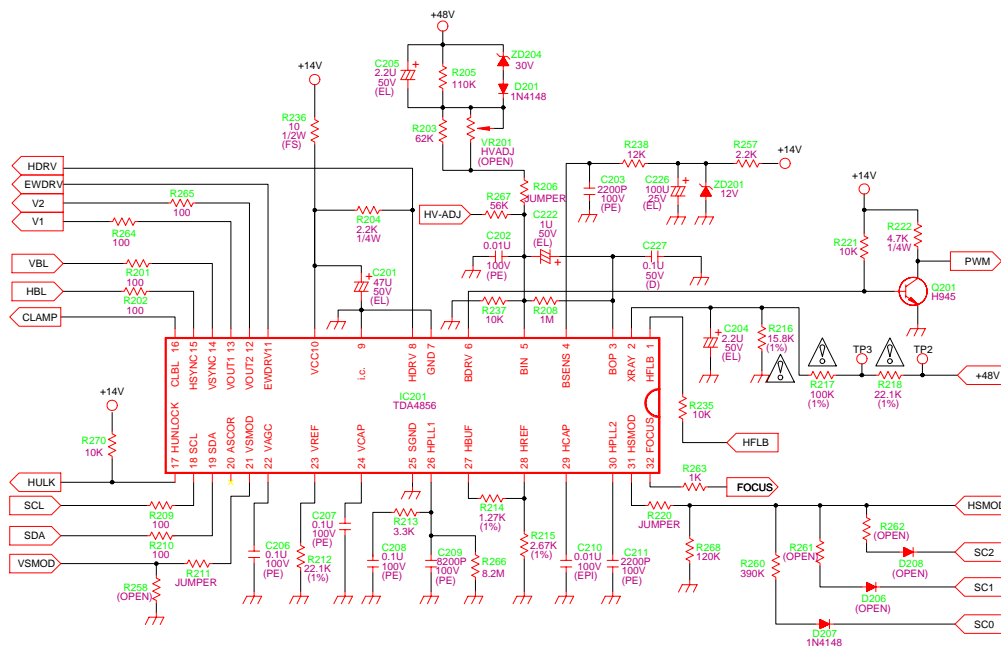 +48V
C205
2.2U
50V
(EL)
R205
110K
ZD204
30V
D201
1N4148
+14V
R236
10
1/2W
(FS)
R203
62K
VR201
HVADJ
(OPEN)
R238
12K
R257
2.2K
+14V
HDRV
EWDRV
V2
V1
R265
100
R264
100
R204
2.2K
1/4W
HV-ADJ
R267
56K
R206
JUMPER
C203
2200P
100V
(PE)
C226
100U
25V
(EL)
ZD201
12V
+14V
R221
10K
R222
4.7K
1/4W
PWM
Q201
H945
C222
1U
50V
(EL)
C202
0.01U
100V
(PE)
C227
0.1U
50V
(D)
VBL
HBL
CLAMP
R201
100
R202
100
C201
47U
50V
(EL)
R237
10K
R208
1M
C204
2.2U
50V
(EL)
R216
15.8K
(1%)
TP3
TP2
R217
100K
(1%)
R218
22.1K
(1%)
+48V
CLBL 16
HSYNC 15
VSYNC 14
VOUT1 13
VOUT2 12
EWDRV11
VCC10
i.c. 9
HDRV 8
GND 7
BDRV 6
BIN 5
BSENS 4
BOP 3
XRAY 2
HFLB 1
IC201
TDA4856
17 HUNLOCK
18 SCL
19 SDA
20 ASCOR
21 VSMOD
22 VAGC
23 VREF
24 VCAP
25 SGND
26 HPLL1
27 HBUF
28 HREF
29 HCAP
30 HPLL2
31 HSMOD
32 FOCUS
+14V
R270
10K
HULK
SCL
SDA
VSMOD
R209
100
R210
100
R211
JUMPER
R258
(OPEN)
C206
0.1U
100V
(PE)
R212
22.1K
(1%)
C207
0.1U
100V
(PE)
C208
0.1U
100V
(PE)
R213
3.3K
C209
8200P
100V
(PE)
R266
8.2M
R214
1.27K
(1%)
R215
2.67K
(1%)
C210
0.01U
100V
(EPI)
C211
2200P
100V
(PE)
R235
10K
HFLB
R263
1K
FOCUS
R220
JUMPER
R268
120K
R260
390K
R261
(OPEN)
R262
(OPEN)
D208
(OPEN)
D206
(OPEN)
D207
1N4148
HSMOD
SC2
SC1
SC0